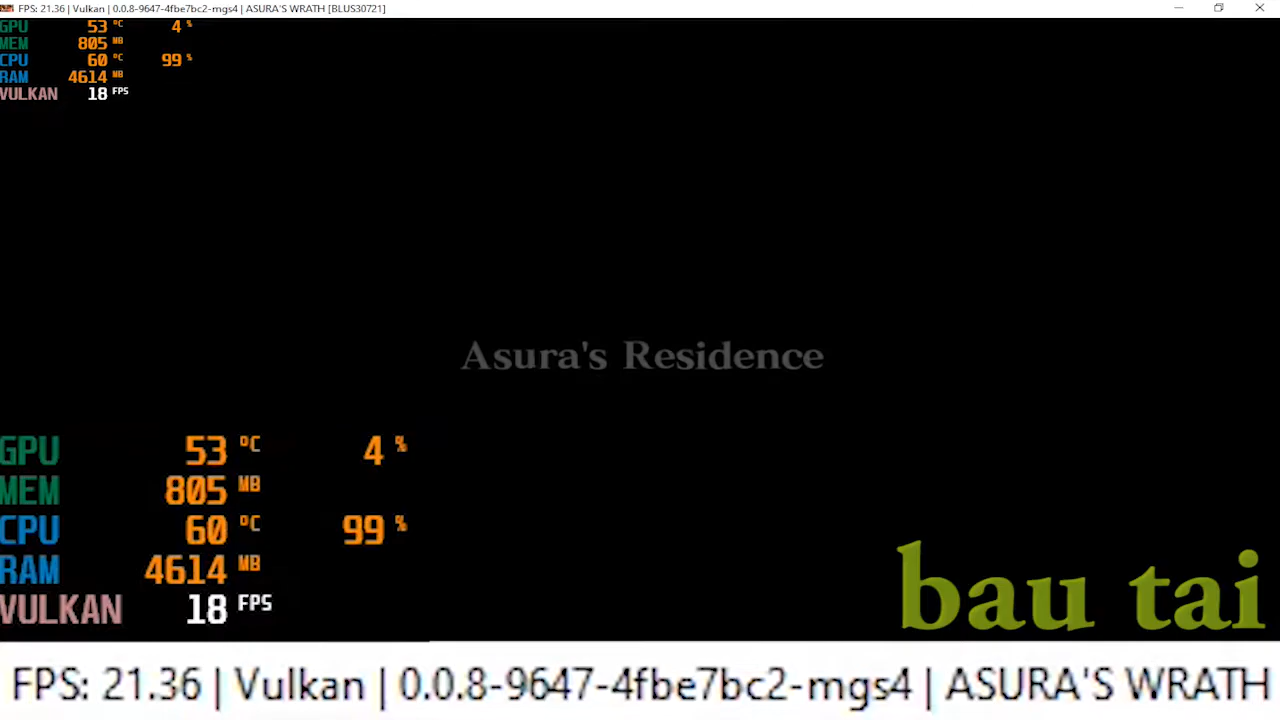 FPS: 21.36 | Vulkan | 0.0.8-9647-4fbe7bc2-mgs4 | ASURA'S WRATH [BLUS30721]
GPU 53 °C 4 %
MEM 805 MB
CPU 60 °C 99 %
RAM 4614 MB
VULKAN 18 FPS
Asura's Residence
GPU 53 °C 4 %
MEM 805 MB
CPU 60 °C 99 %
RAM 4614 MB
VULKAN 18 FPS
bau tai
FPS: 21.36 | Vulkan | 0.0.8-9647-4fbe7bc2-mgs4 | ASURA'S WRATH